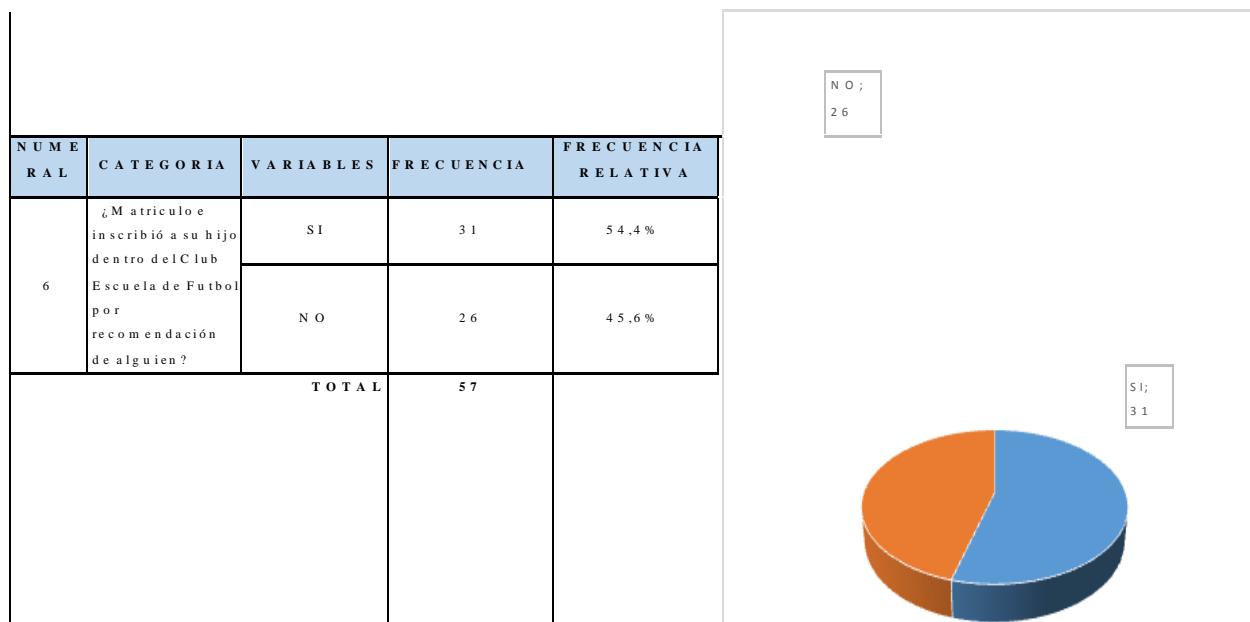 NUME
RAL
CATEGORIA
VARIABLES
FRECUENCIA
FRECUENCIA
RELATIVA
6
¿Matriculo e
inscribió a su hijo
dentro del Club
Escuela de Futbol
por
recomendación
de alguien?
SI
31
54,4%
NO
26
45,6%
TOTAL
57
NO;
26
SI;
31